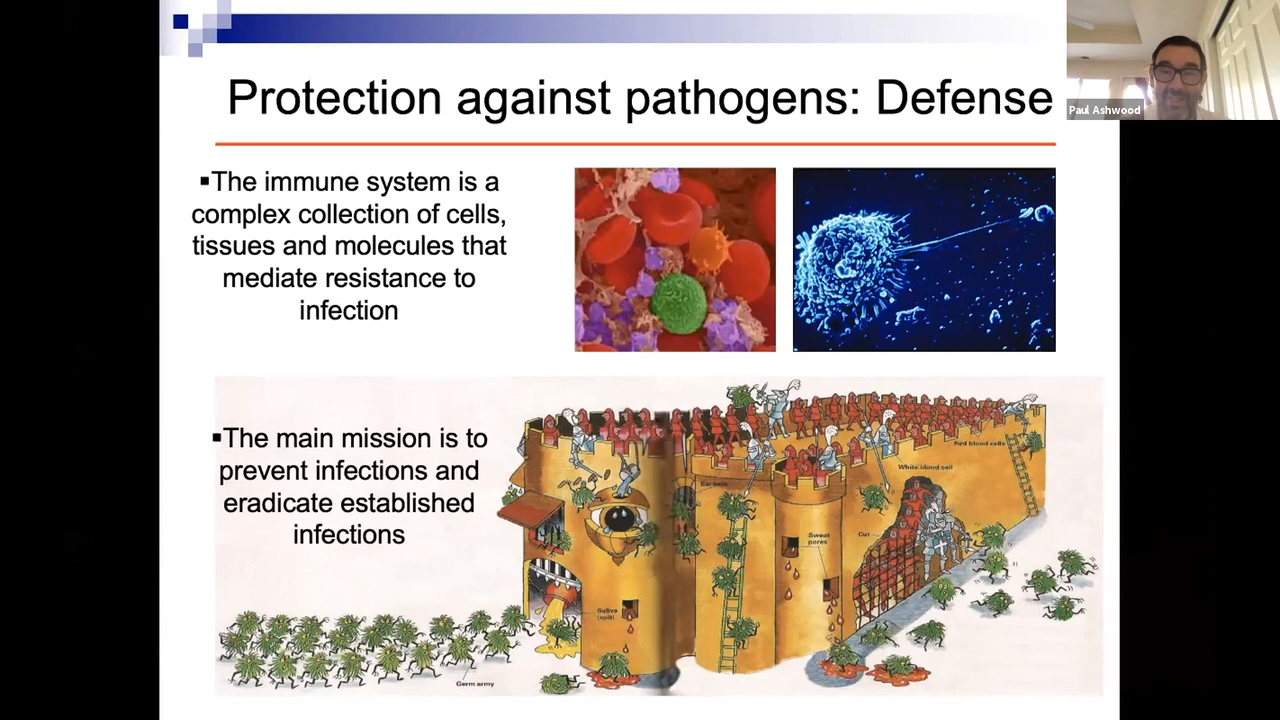 Protection against pathogens: Defense
Paul Ashwood
▪The immune system is a
complex collection of cells,
tissues and molecules that
mediate resistance to
infection
▪The main mission is to
prevent infections and
eradicate established
infections
Red blood cells
White blood cell
Ear-hole
Sweat
pores
Cut
Saliva
(spit)
Germ army